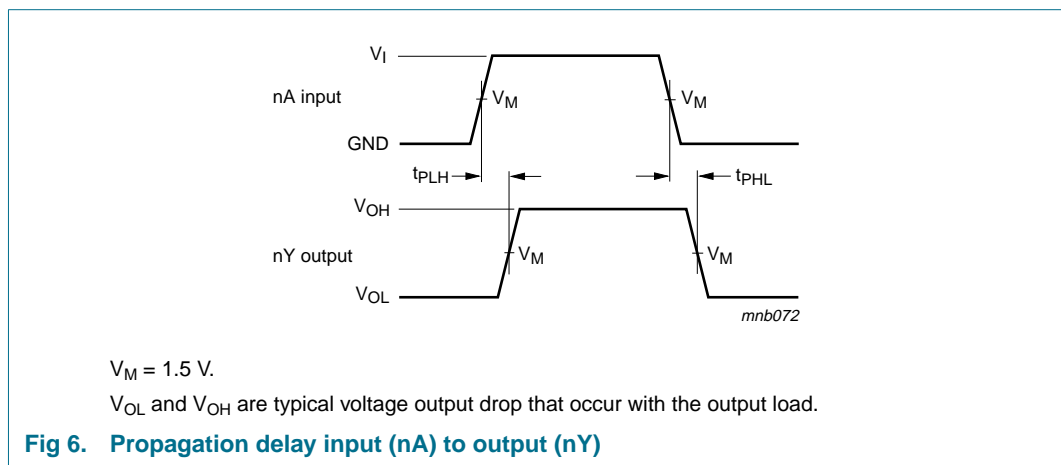 VI
nA input
VM
VM
GND
tPLH
tPHL
VOH
nY output
VM
VM
VOL
mnb072
VM = 1.5 V.
VOL and VOH are typical voltage output drop that occur with the output load.
Fig 6. Propagation delay input (nA) to output (nY)